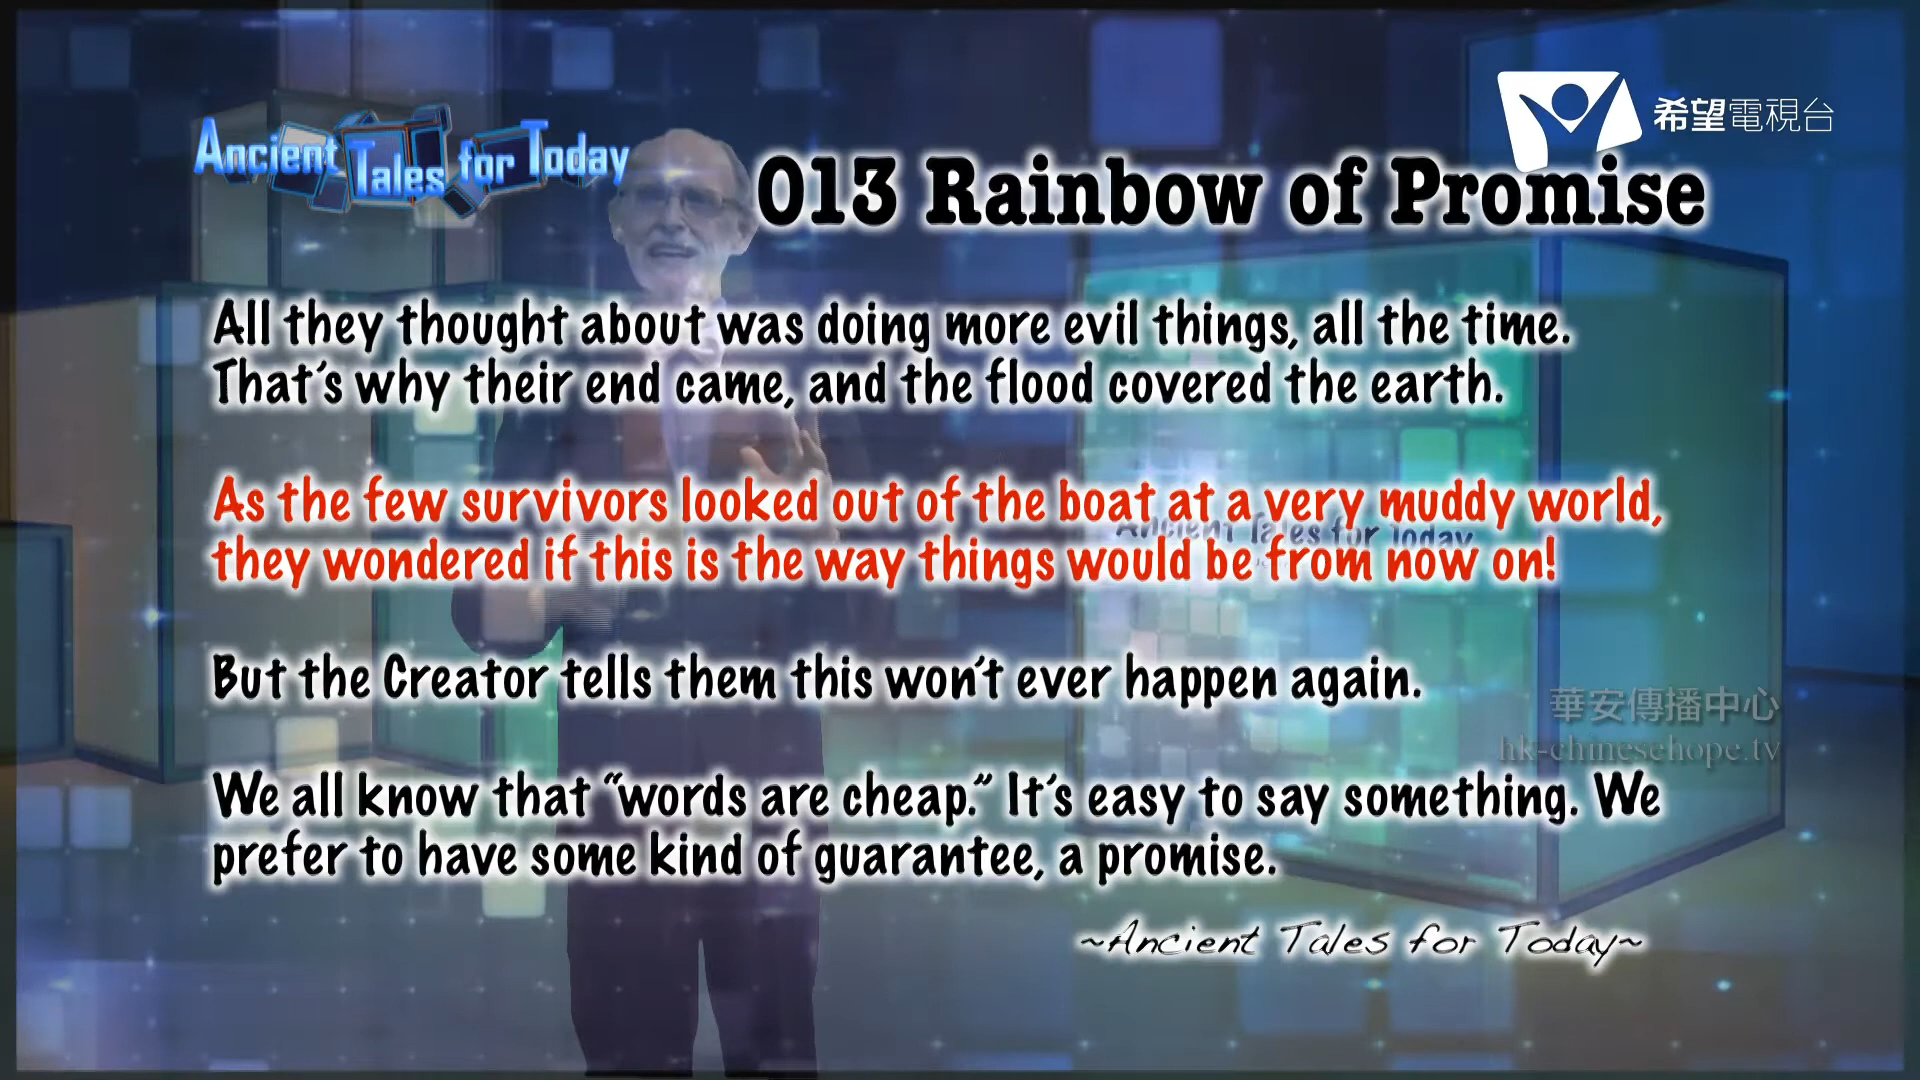 希望電視台
Ancient Tales for Today
013 Rainbow of Promise
All they thought about was doing more evil things, all the time.
That's why their end came, and the flood covered the earth.
As the few survivors looked out of the boat at a very muddy world,
Ancient Tales for Today
they wondered if this is the way things would be from now on!
But the Creator tells them this won't ever happen again.
華安傳播中心
hk-chinesehope.tv
We all know that “words are cheap.” It's easy to say something. We
prefer to have some kind of guarantee, a promise.
~Ancient Tales for Today~